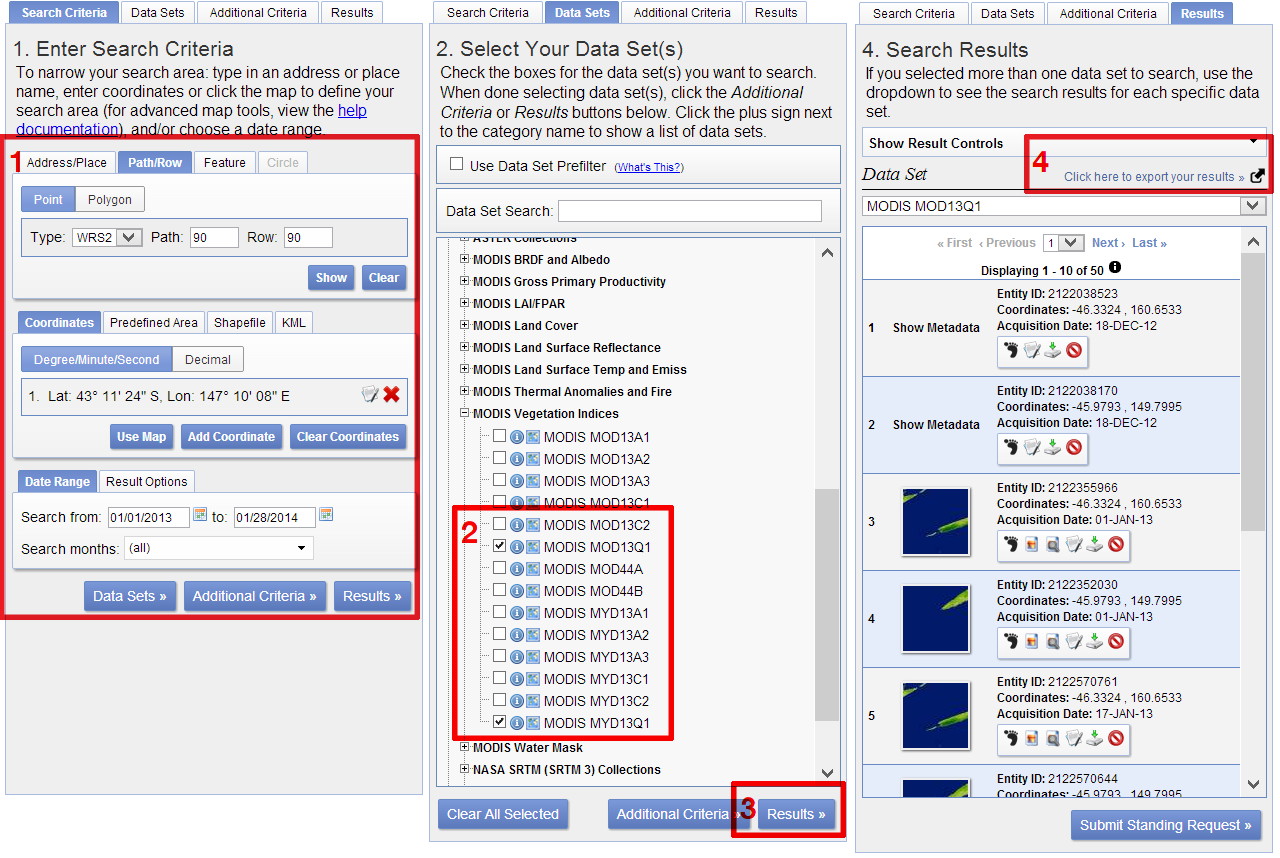 Search Criteria Data Sets Additional Criteria Results
1. Enter Search Criteria
To narrow your search area: type in an address or place
name, enter coordinates or click the map to define your
search area (for advanced map tools, view the help
documentation), and/or choose a date range.
1
Address/Place Path/Row Feature Circle
Point Polygon
Type: WRS2 Path: 90 Row: 90
Show Clear
Coordinates Predefined Area Shapefile KML
Degree/Minute/Second Decimal
1. Lat: 43° 11' 24" S, Lon: 147° 10' 08" E
Use Map Add Coordinate Clear Coordinates
Date Range Result Options
Search from: 01/01/2013 to: 01/28/2014
Search months: (all)
Data Sets » Additional Criteria » Results »
Search Criteria Data Sets Additional Criteria Results
2. Select Your Data Set(s)
Check the boxes for the data set(s) you want to search.
When done selecting data set(s), click the Additional
Criteria or Results buttons below. Click the plus sign next
to the category name to show a list of data sets.
Use Data Set Prefilter (What's This?)
Data Set Search:
ASTER Collections
MODIS BRDF and Albedo
MODIS Gross Primary Productivity
MODIS LAI/FPAR
MODIS Land Cover
MODIS Land Surface Reflectance
MODIS Land Surface Temp and Emiss
MODIS Thermal Anomalies and Fire
MODIS Vegetation Indices
MODIS MOD13A1
MODIS MOD13A2
MODIS MOD13A3
MODIS MOD13C1
2
MODIS MOD13C2
MODIS MOD13Q1
MODIS MOD44A
MODIS MOD44B
MODIS MYD13A1
MODIS MYD13A2
MODIS MYD13A3
MODIS MYD13C1
MODIS MYD13C2
MODIS MYD13Q1
MODIS Water Mask
NASA SRTM (SRTM 3) Collections
Clear All Selected Additional Criteria » 3 Results »
Search Criteria Data Sets Additional Criteria Results
4. Search Results
If you selected more than one data set to search, use the
dropdown to see the search results for each specific data
set.
Show Result Controls
4
Data Set Click here to export your results »
MODIS MOD13Q1
« First ‹ Previous 1 Next › Last »
Displaying 1 - 10 of 50
1 Show Metadata
Entity ID: 2122038523
Coordinates: -46.3324 , 160.6533
Acquisition Date: 18-DEC-12
2 Show Metadata
Entity ID: 2122038170
Coordinates: -45.9793 , 149.7995
Acquisition Date: 18-DEC-12
3
Entity ID: 2122355966
Coordinates: -46.3324 , 160.6533
Acquisition Date: 01-JAN-13
4
Entity ID: 2122352030
Coordinates: -45.9793 , 149.7995
Acquisition Date: 01-JAN-13
5
Entity ID: 2122570761
Coordinates: -46.3324 , 160.6533
Acquisition Date: 17-JAN-13
Entity ID: 2122570644
Coordinates: -45.9793 , 149.7995
Submit Standing Request »